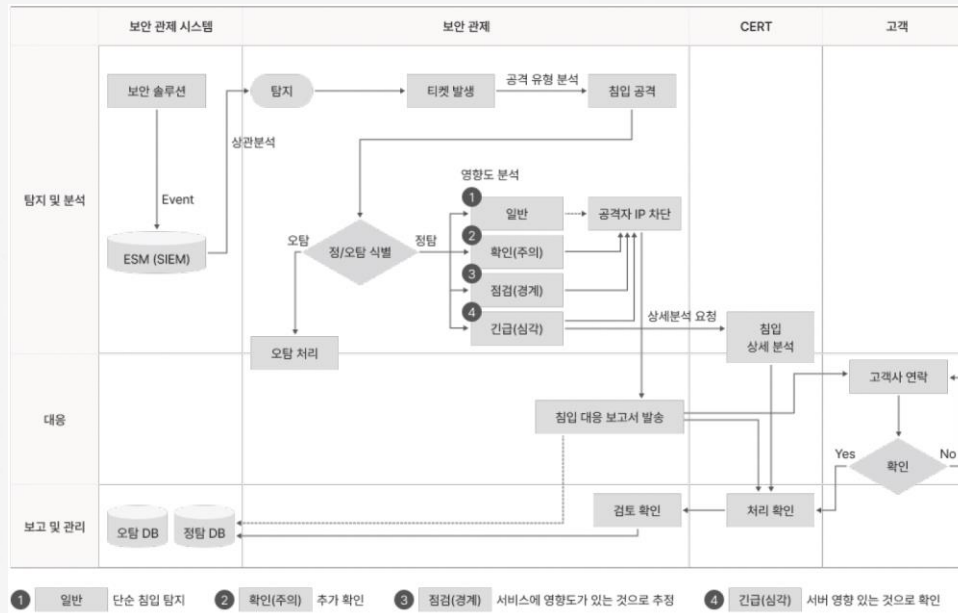 보안 관제 시스템
보안 관제
CERT
고객
탐지 및 분석
보안 솔루션
탐지
티켓 발생
공격 유형 분석
침입 공격
상관분석
Event
ESM (SIEM)
영향도 분석
오탐
정/오탐 식별
정탐
1
일반
공격자 IP 차단
2
확인(주의)
3
점검(경계)
4
긴급(심각)
상세분석 요청
침입
상세 분석
오탐 처리
대응
고객사 연락
침입 대응 보고서 발송
Yes
확인
No
보고 및 관리
오탐 DB
정탐 DB
검토 확인
처리 확인
1 일반 단순 침입 탐지
2 확인(주의) 추가 확인
3 점검(경계) 서비스에 영향도가 있는 것으로 추정
4 긴급(심각) 서버 영향 있는 것으로 확인